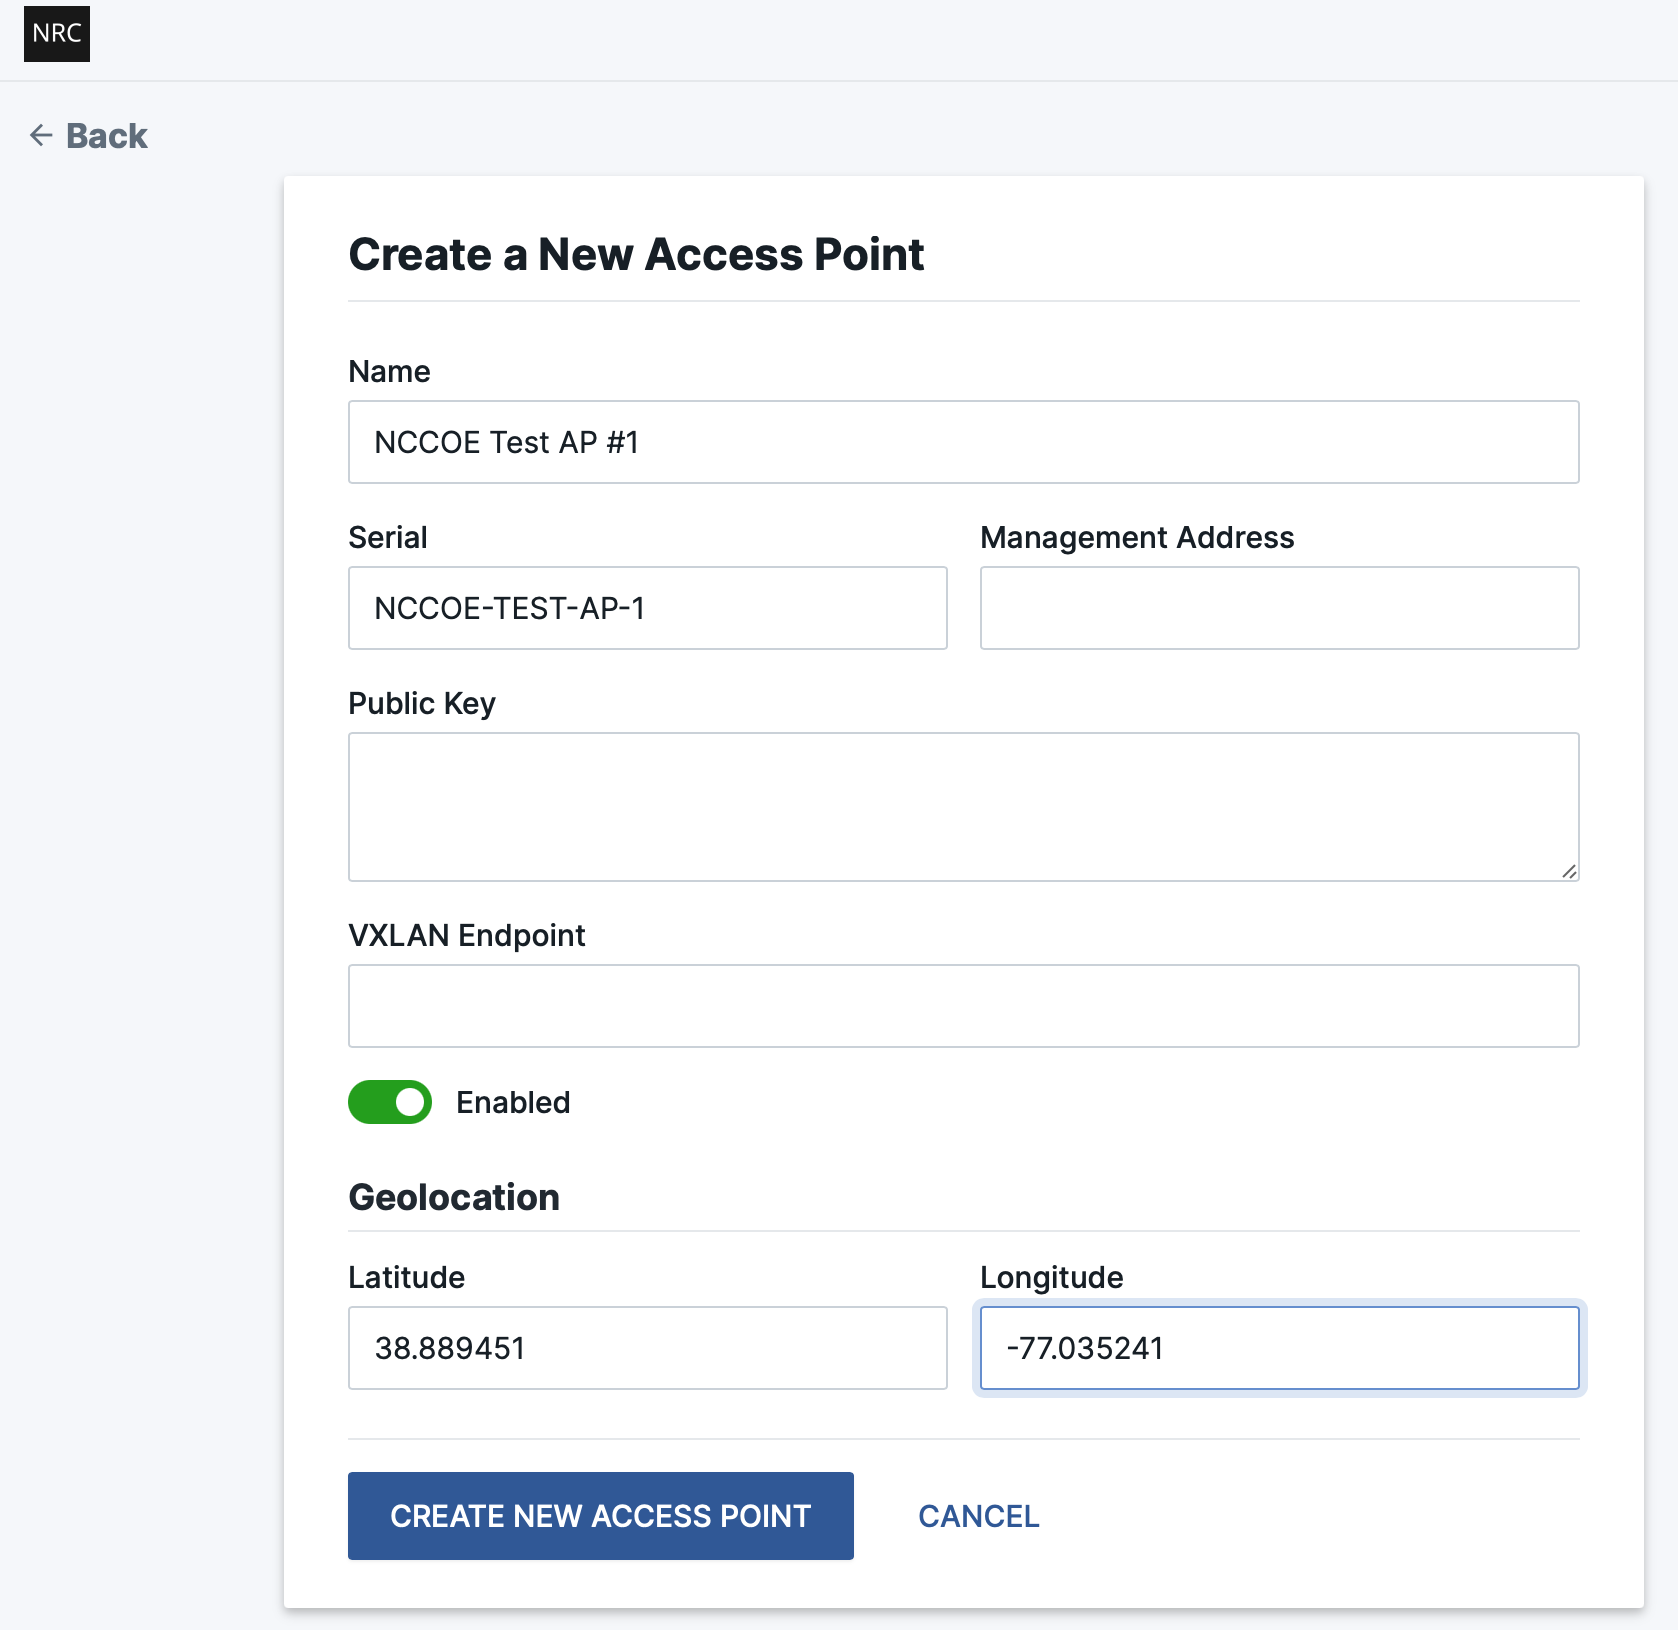 NRC
← Back
Create a New Access Point
Name
NCCOE Test AP #1
Serial
Management Address
NCCOE-TEST-AP-1
Public Key
VXLAN Endpoint
Enabled
Geolocation
Latitude
Longitude
38.889451
-77.035241
CREATE NEW ACCESS POINT
CANCEL